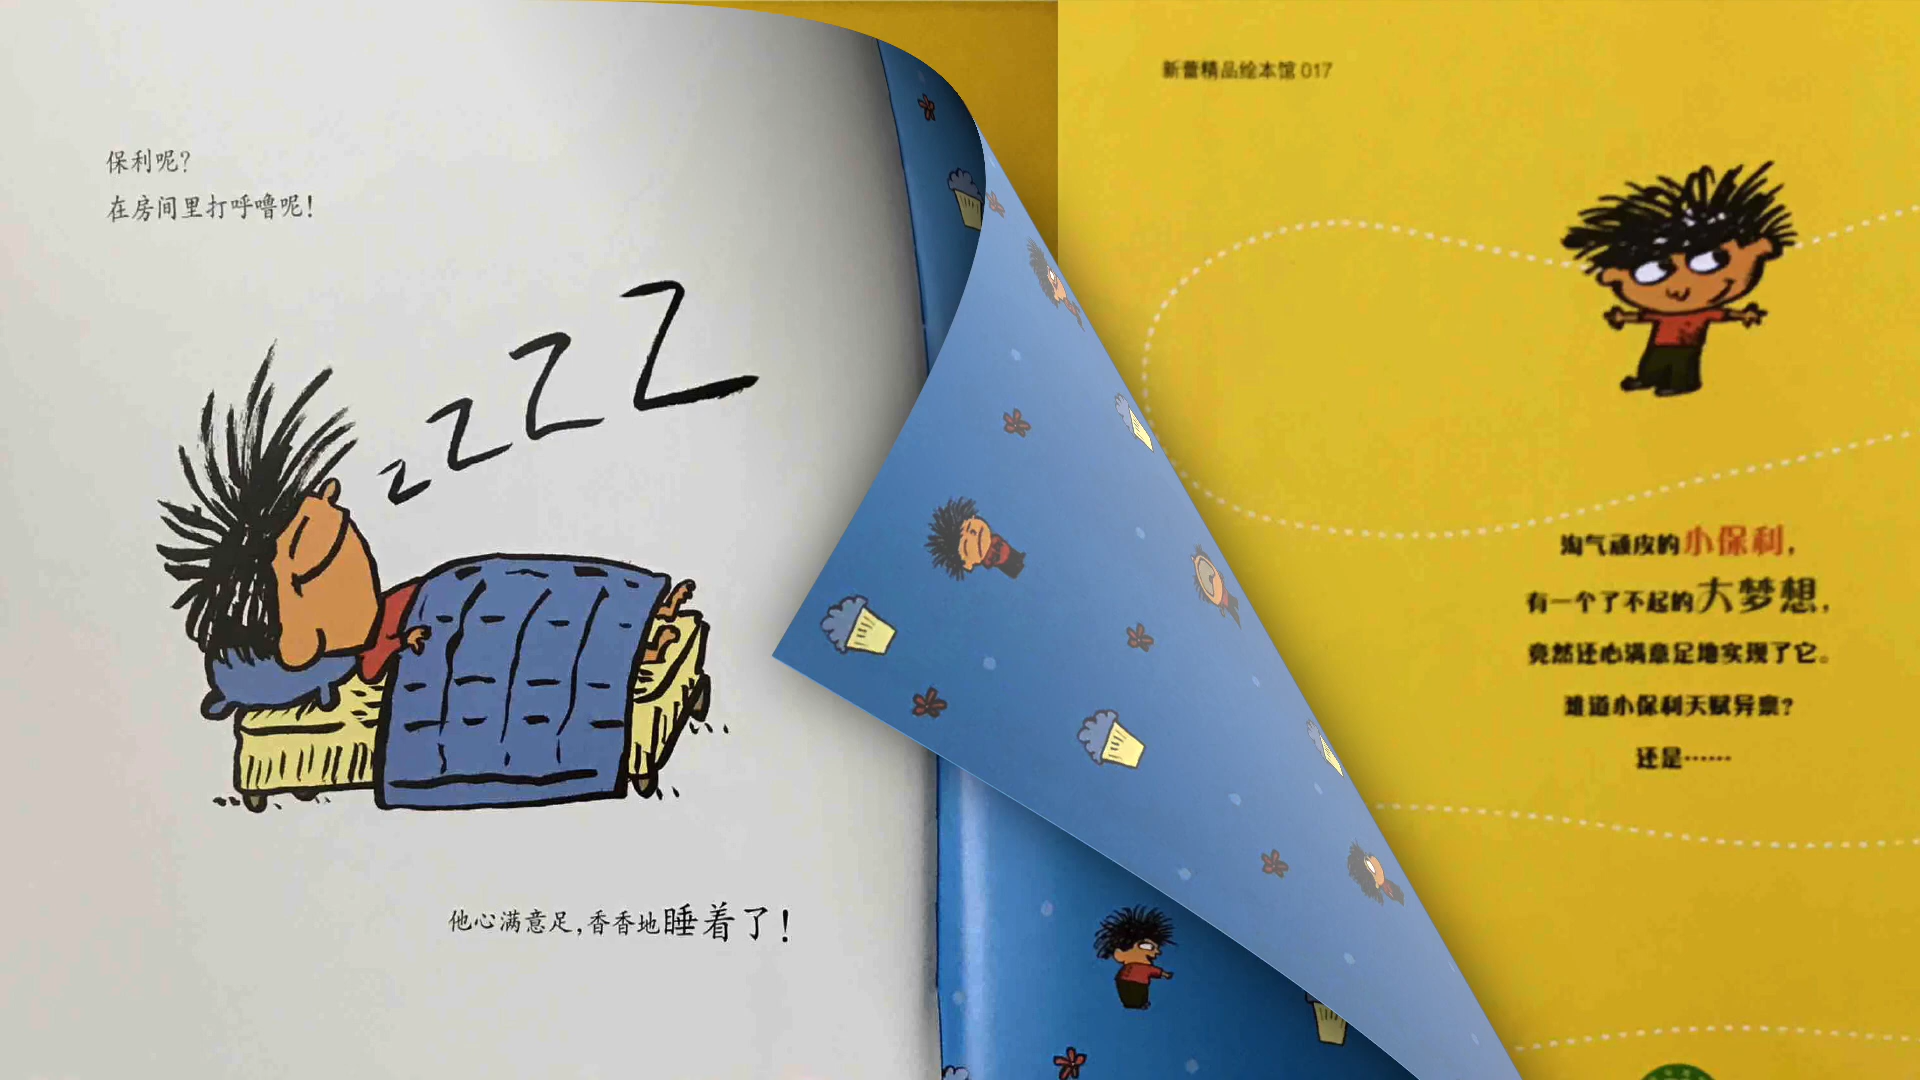 保利呢?
在房间里打呼噜呢!
z z Z Z
他心满意足,香香地睡着了!
新蕾精品绘本馆 017
淘气顽皮的小保利,
有一个了不起的大梦想,
竟然还心满意足地实现了它。
难道小保利天赋异禀?
还是……